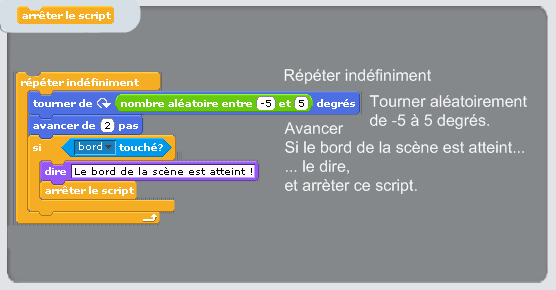 arrêter le script
répéter indéfiniment
tourner de nombre aléatoire entre -5 et 5 degrés
avancer de 2 pas
si bord touché?
dire Le bord de la scène est atteint !
arrêter le script
Répéter indéfiniment
Tourner aléatoirement
de -5 à 5 degrés.
Avancer
Si le bord de la scène est atteint...
... le dire,
et arrèter ce script.